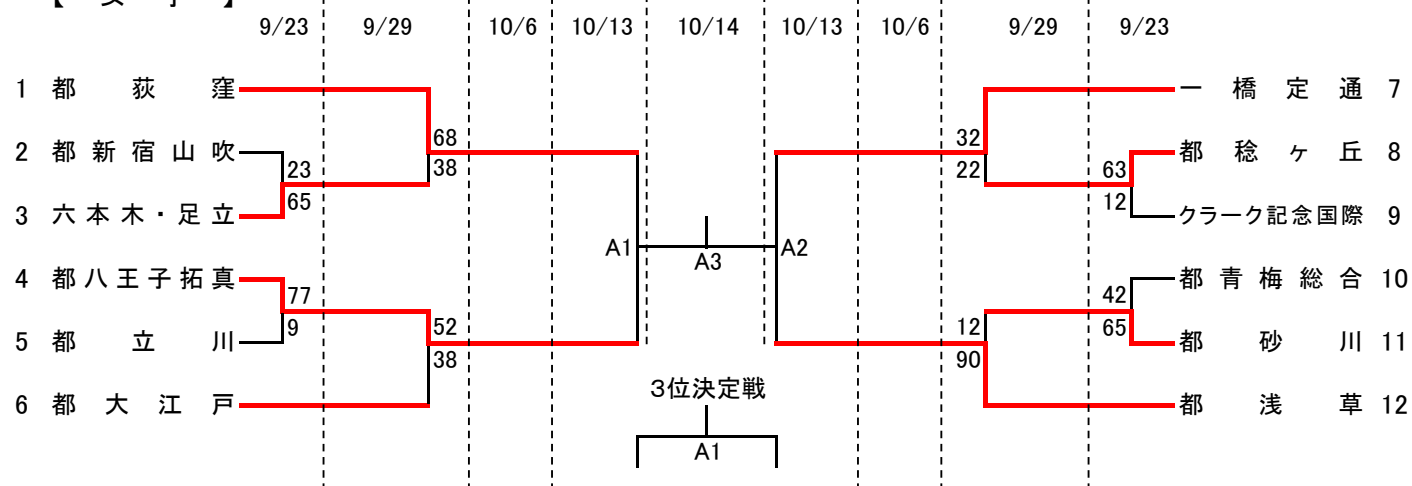 【 女 子 】
9/23 9/29 10/6 10/13 10/14 10/13 10/6 9/29 9/23
1 都荻窪 一橋定通 7
68 32
2 都新宿山吹 都稔ヶ丘 8
23 38 22 63
65 12
3 六本木・足立 クラーク記念国際 9
A1 A3 A2
4 都八王子拓真 都青梅総合 10
77 42
9 52 12 65
5 都立川 都砂川 11
38 90
3位決定戦
6 都大江戸 都浅草 12
A1